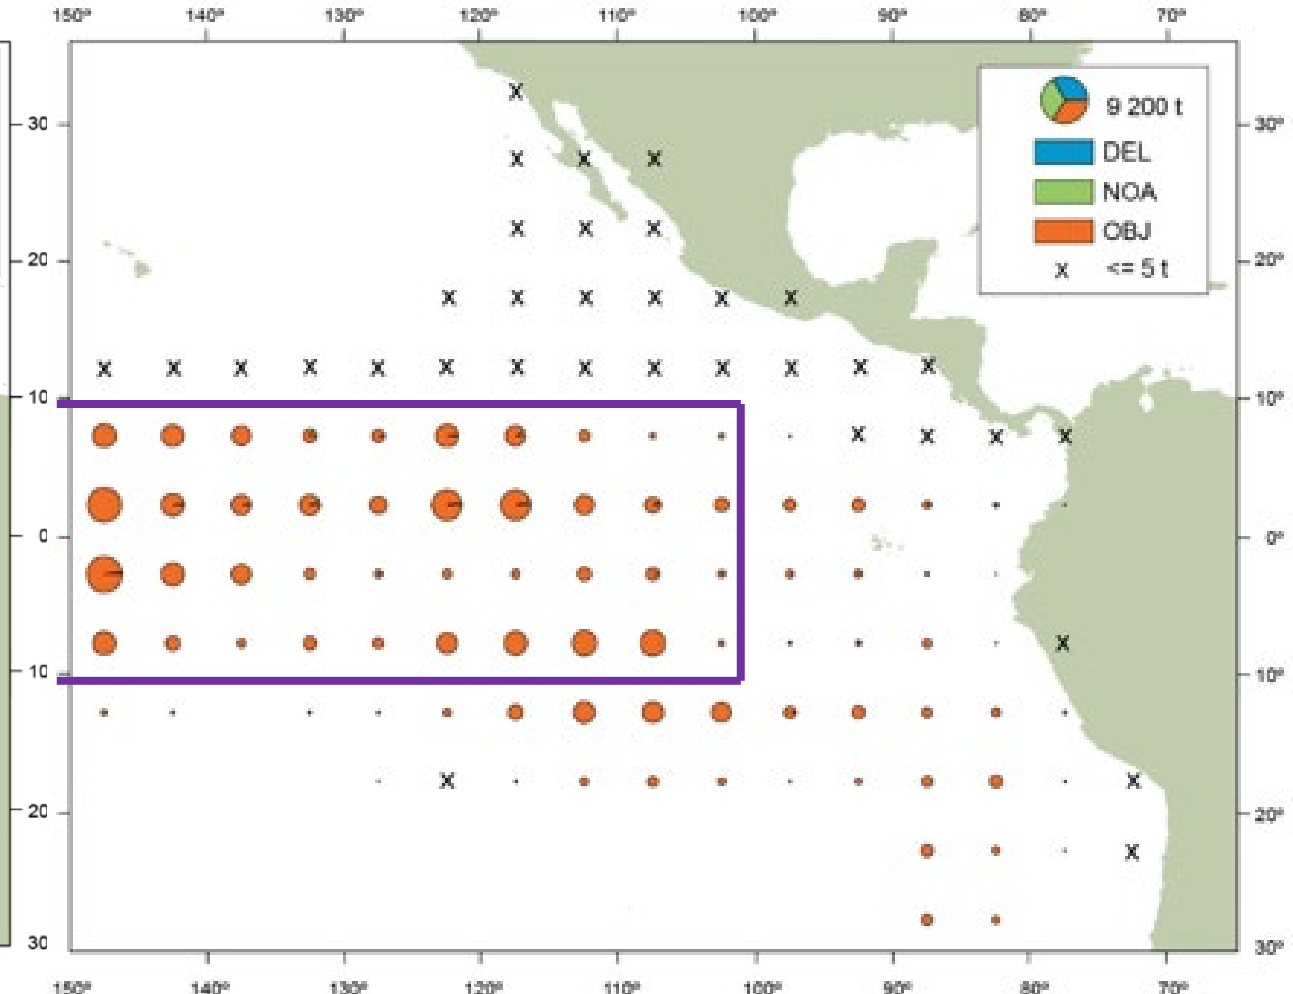 150° 140° 130° 120° 110° 100° 90° 80° 70°
9 200 t
DEL
NOA
OBJ
x <= 5 t
x
30 30°
x x x
x x x
20 20°
x x x x x x
x x x x x x x x x x x x x
10 10°
x x x x
0 0°
x
10 10°
x x
20 20°
x
30 30°
150° 140° 130° 120° 110° 100° 90° 80° 70°